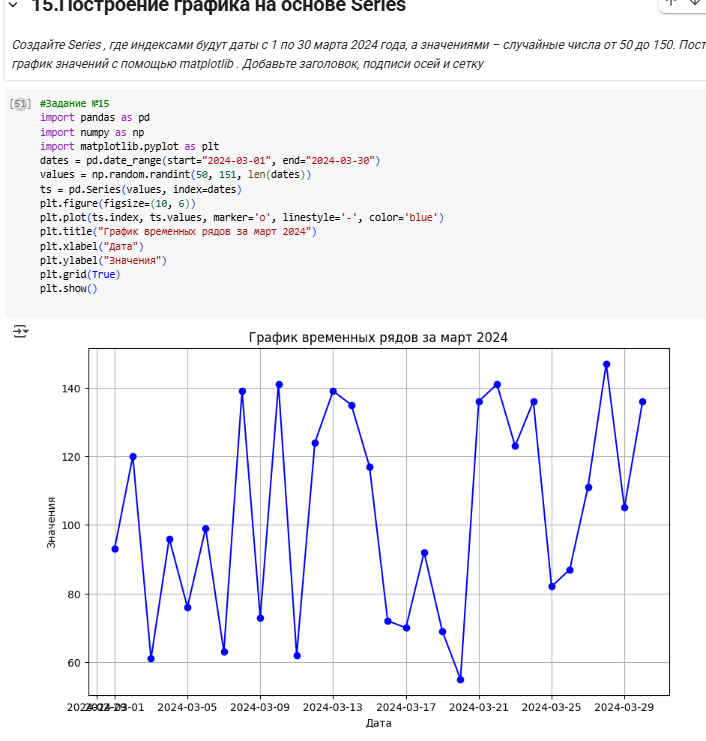 15.Построение графика на основе Series
Создайте Series , где индексами будут даты с 1 по 30 марта 2024 года, а значениями – случайные числа от 50 до 150. Пост
график значений с помощью matplotlib . Добавьте заголовок, подписи осей и сетку
[51] #Задание №15
import pandas as pd
import numpy as np
import matplotlib.pyplot as plt
dates = pd.date_range(start="2024-03-01", end="2024-03-30")
values = np.random.randint(50, 151, len(dates))
ts = pd.Series(values, index=dates)
plt.figure(figsize=(10, 6))
plt.plot(ts.index, ts.values, marker='o', linestyle='-', color='blue')
plt.title("График временных рядов за март 2024")
plt.xlabel("Дата")
plt.ylabel("Значения")
plt.grid(True)
plt.show()
График временных рядов за март 2024
140
120
100
80
60
Значения
2024-02-29 2024-03-01 2024-03-05 2024-03-09 2024-03-13 2024-03-17 2024-03-21 2024-03-25 2024-03-29
Дата